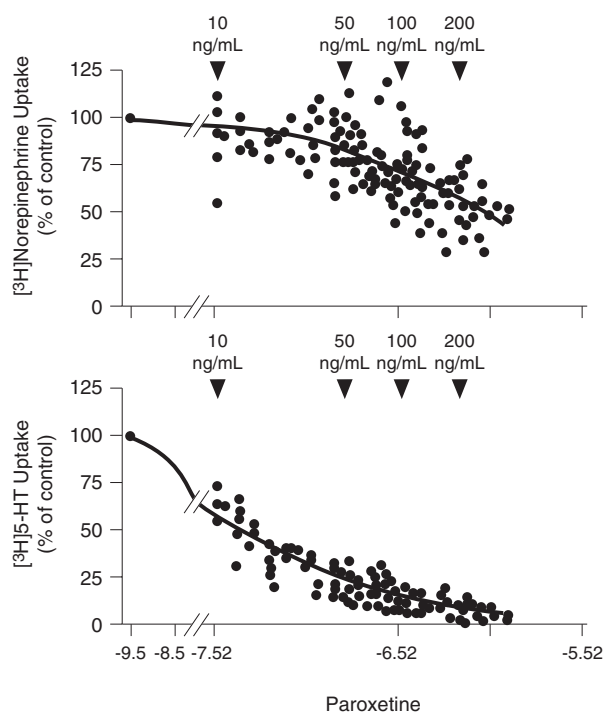 10 50 100 200
ng/mL ng/mL ng/mL ng/mL
[³H]Norepinephrine Uptake
(% of control)
125
100
75
50
25
0
10 50 100 200
ng/mL ng/mL ng/mL ng/mL
[³H]5-HT Uptake
(% of control)
125
100
75
50
25
0
-9.5 -8.5 -7.52 -6.52 -5.52
Paroxetine